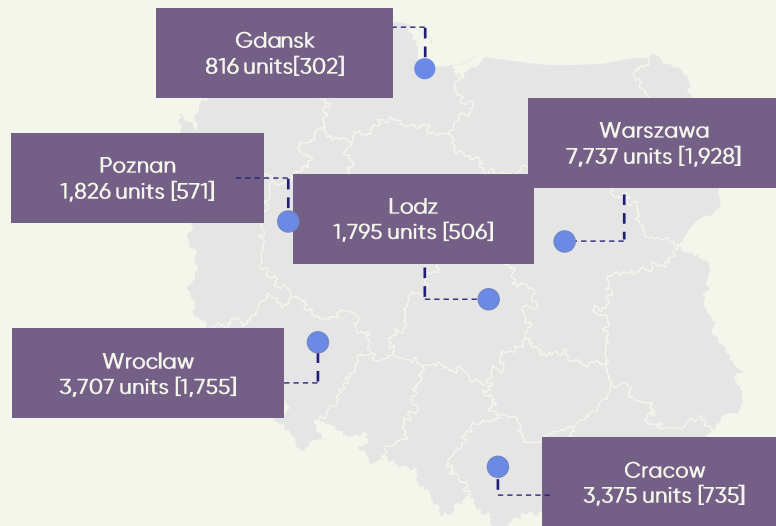 Gdansk
816 units[302]
Warszawa
7,737 units [1,928]
Poznan
1,826 units [571]
Lodz
1,795 units [506]
Wroclaw
3,707 units [1,755]
Cracow
3,375 units [735]